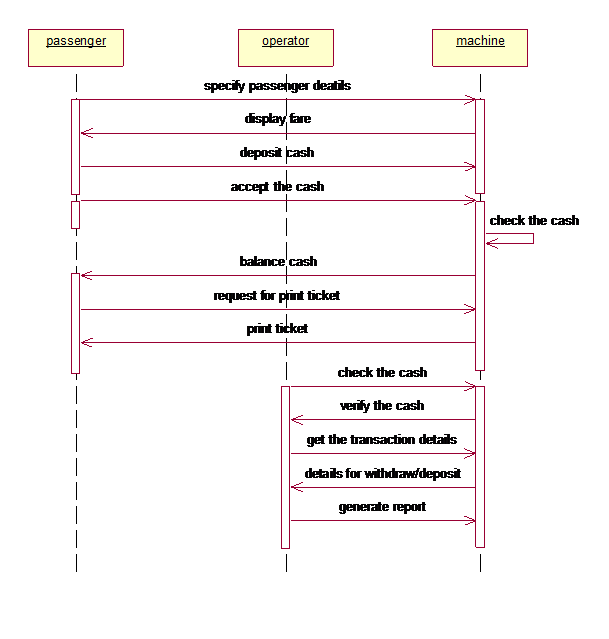 passenger
operator
machine
specify passenger deatils
display fare
deposit cash
accept the cash
check the cash
balance cash
request for print ticket
print ticket
check the cash
verify the cash
get the transaction details
details for withdraw/deposit
generate report